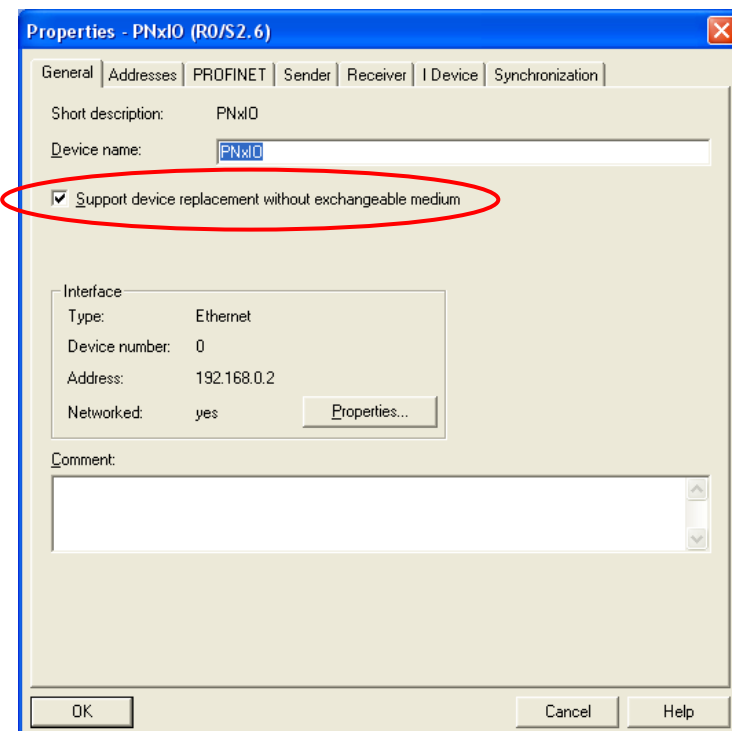 Properties - PNxIO (R0/S2.6)
General Addresses PROFINET Sender Receiver I Device Synchronization
Short description: PNxIO
Device name: PNxIO
Support device replacement without exchangeable medium
Interface
Type: Ethernet
Device number: 0
Address: 192.168.0.2
Networked: yes Properties...
Comment:
OK Cancel Help